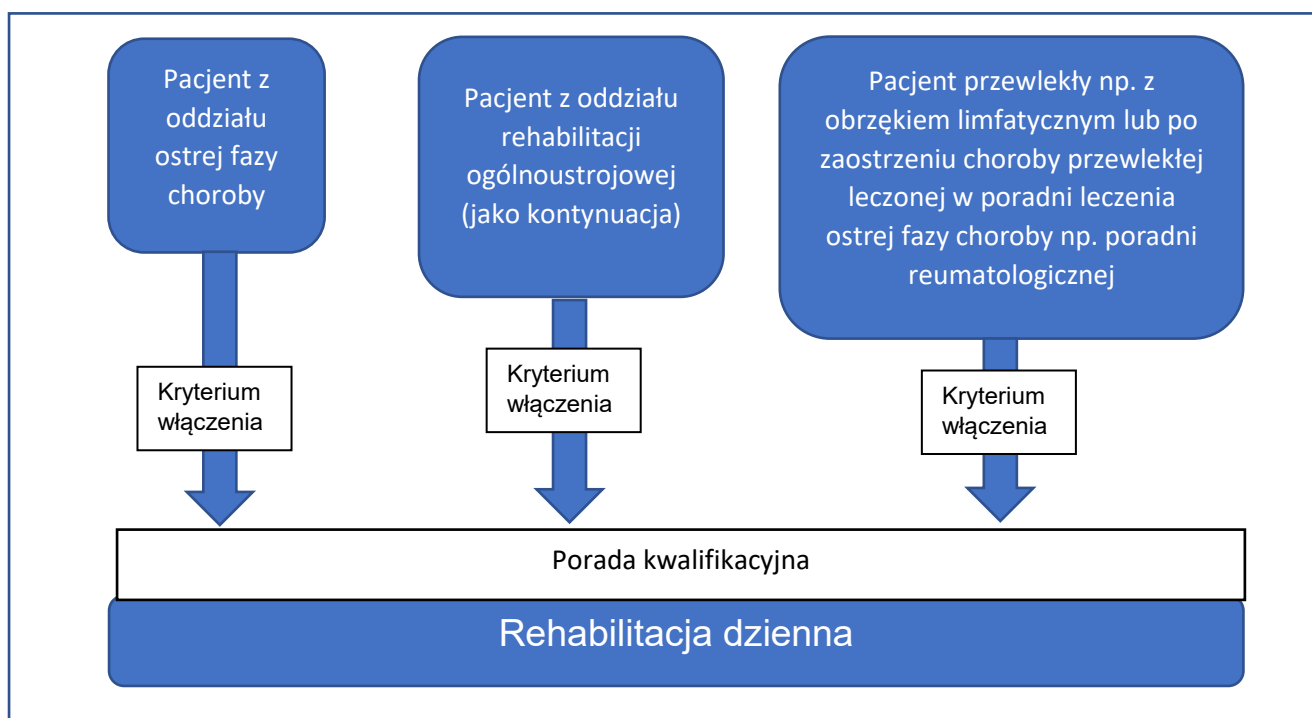 Pacjent z
oddziału
ostrej fazy
choroby
Pacjent z oddziału
rehabilitacji
ogólnoustrojowej
(jako kontynuacja)
Pacjent przewlekły np. z
obrzękiem limfatycznym lub po
zaostrzeniu choroby przewlekłej
leczonej w poradni leczenia
ostrej fazy choroby np. poradni
reumatologicznej
Kryterium
włączenia
Kryterium
włączenia
Kryterium
włączenia
Porada kwalifikacyjna
Rehabilitacja dzienna